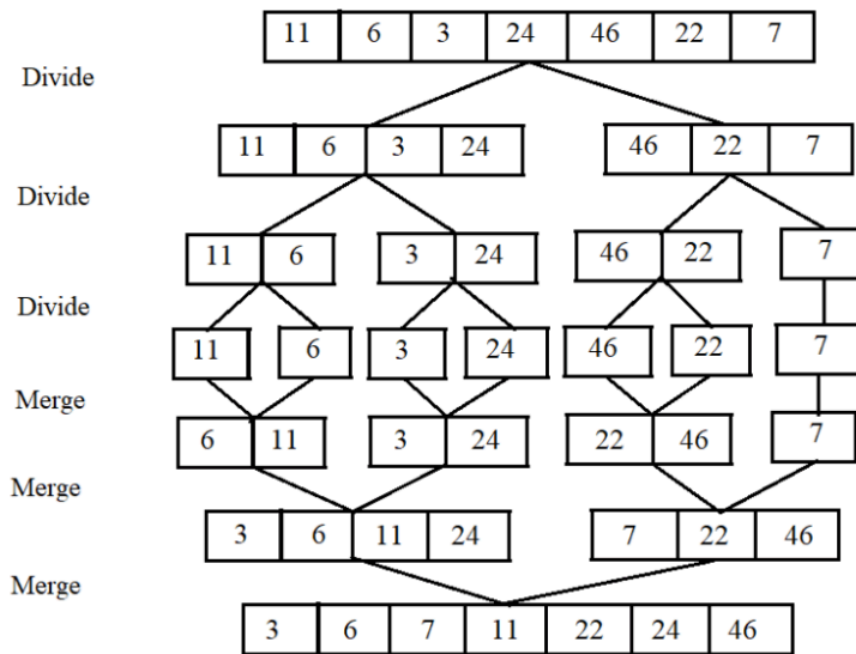 11 6 3 24 46 22 7
Divide
11 6 3 24 46 22 7
Divide
11 6 3 24 46 22 7
Divide
11 6 3 24 46 22 7
Merge
6 11 3 24 22 46 7
Merge
3 6 11 24 7 22 46
Merge
3 6 7 11 22 24 46